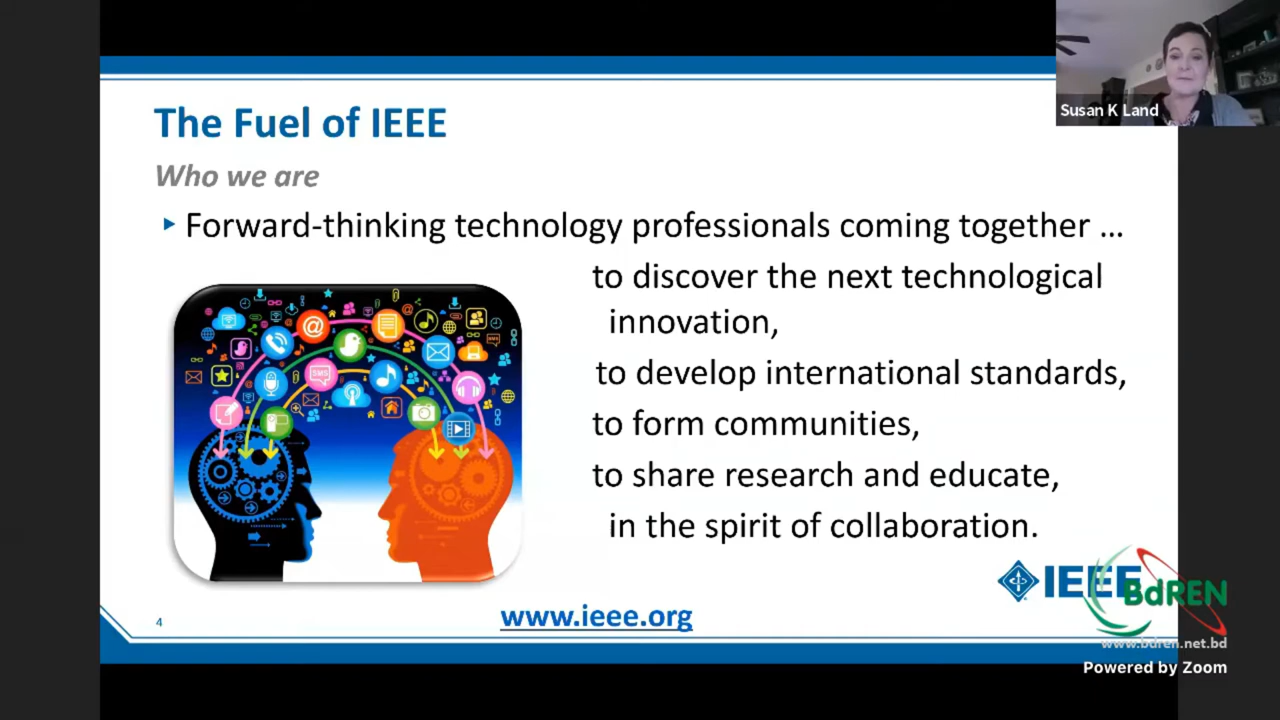 Susan K Land
The Fuel of IEEE
Who we are
Forward-thinking technology professionals coming together ...
to discover the next technological
innovation,
to develop international standards,
to form communities,
to share research and educate,
in the spirit of collaboration.
@
SMS
SMS
IEEE
BdREN
www.bdren.net.bd
4
www.ieee.org
Powered by Zoom